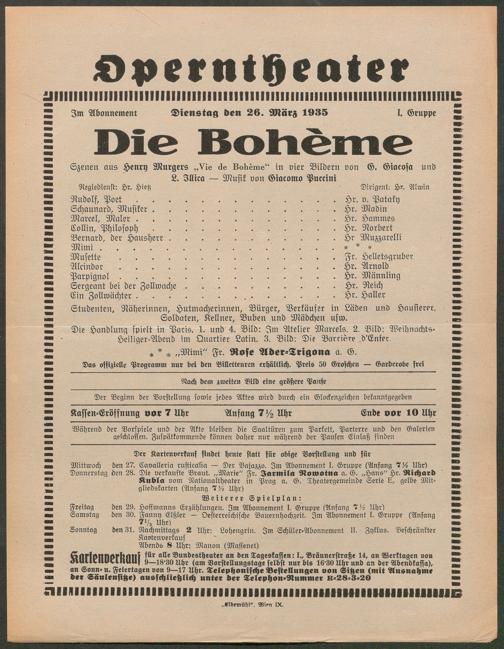 Operntheater
Im Abonnement Dienstag den 26. März 1935 I. Gruppe
Die Bohème
Szenen aus Henry Murgers „Vie de Bohème“ in vier Bildern von G. Giacosa und
L. Illica — Musik von Giacomo Puccini
Regiedienst: Hr. Hietz Dirigent: Hr. Alwin
Rudolf, Poet . . . . . . . . . . Hr. v. Pataky
Schaunard, Musiker . . . . . . . . . . Hr. Madin
Marcel, Maler . . . . . . . . . . Hr. Hammes
Collin, Philosoph . . . . . . . . . . Hr. Norbert
Bernard, der Hausherr . . . . . . . . . . Hr Muzzarelli
Mimi . . . . . . . . . . * * *
Musette . . . . . . . . . . Fr. Helletsgruber
Alcindor . . . . . . . . . . Hr. Arnold
Parpignol . . . . . . . . . . Hr. Männling
Sergeant bei der Zollwache . . . . . . . . . . Hr. Reich
Ein Zollwächter . . . . . . . . . . Hr. Haller
Studenten, Näherinnen, Hutmacherinnen, Bürger, Verkäufer in Läden und Hausierer,
Soldaten, Kellner, Buben und Mädchen usw.
Die Handlung spielt in Paris. 1. und 4. Bild: Im Atelier Marcels. 2. Bild: Weihnachts-
Heiliger-Abend im Quartier Latin. 3. Bild: Die Barrière d'Enfer.
* * * „Mimi“ Fr. Rose Ader-Trigona a. G.
Das offizielle Programm nur bei den Billetteuren erhältlich. Preis 50 Groschen — Garderobe frei
Nach dem zweiten Bild eine größere Pause
Der Beginn der Vorstellung sowie jedes Aktes wird durch ein Glockenzeichen bekanntgegeben
Kassen-Eröffnung vor 7 Uhr Anfang 7½ Uhr Ende vor 10 Uhr
Während der Vorspiele und der Akte bleiben die Saaltüren zum Parkett, Parterre und den Galerien
geschlossen. Zuspätkommende können daher nur während der Pausen Einlaß finden
Der Kartenverkauf findet heute statt für obige Vorstellung und für
Mittwoch den 27. Cavalleria rusticana — Der Bajazzo. Im Abonnement I. Gruppe (Anfang 7½ Uhr)
Donnerstag den 28. Die verkaufte Braut. „Marie“ Frau Jarmila Nowotna a. G. „Hans“ Hr. Richard
Kubla vom Nationaltheater in Prag a. G. Theatergemeinde Serie E, gelbe Mit-
gliedskarten (Anfang 7½ Uhr)
Weiterer Spielplan:
Freitag den 29. Hoffmanns Erzählungen. Im Abonnement I. Gruppe (Anfang 7½ Uhr)
Samstag den 30. Fanny Elßler — Oesterreichische Bauernhochzeit. Im Abonnement I. Gruppe (Anfang
7½ Uhr)
Sonntag den 31. Nachmittags 2 Uhr: Lohengrin. Im Schüler-Abonnement II. Zyklus. Beschränkter
Kartenverkauf
Abends 8 Uhr: Manon (Massenet)
Kartenverkauf für alle Bundestheater an den Tageskassen: I., Bräunerstraße 14, an Werktagen von
9—18·30 Uhr (am Vorstellungstage selbst nur bis 16·30 Uhr und an der Abendkassa),
an Sonn- u. Feiertagen von 9—17 Uhr. Telephonische Bestellungen von Sitzen (mit Ausnahme
der Säulensitze) ausschließlich unter der Telephon-Nummer R-28-3-20
„Elbemühl“, Wien IX.